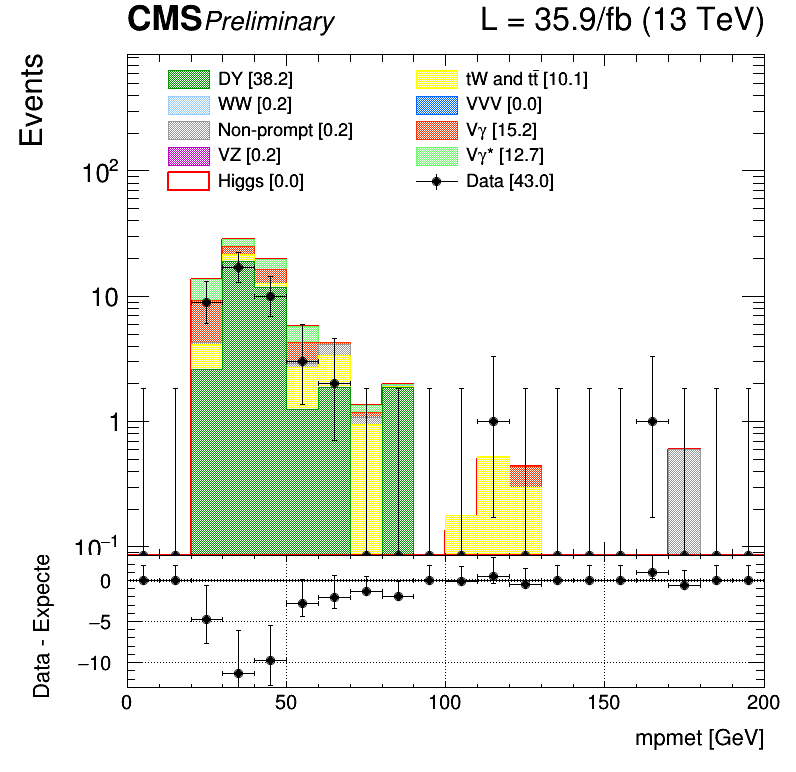 CMS Preliminary L = 35.9/fb (13 TeV)
Events
DY [38.2]
WW [0.2]
Non-prompt [0.2]
VZ [0.2]
Higgs [0.0]
tW and tt̄ [10.1]
VVV [0.0]
Vγ [15.2]
Vγ* [12.7]
Data [43.0]
10²
10
1
10⁻¹
Data - Expecte
0
−5
−10
0 50 100 150 200
mpmet [GeV]